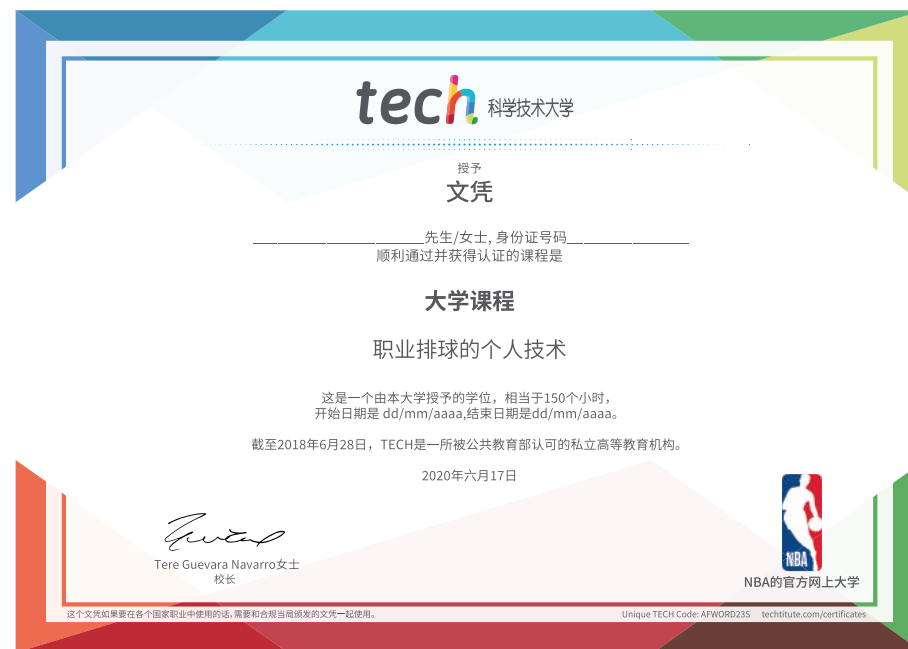 tech 科学技术大学
授予
文凭
____________________先生/女士, 身份证号码______________
顺利通过并获得认证的课程是
大学课程
职业排球的个人技术
这是一个由本大学授予的学位，相当于150个小时，
开始日期是 dd/mm/aaaa,结束日期是dd/mm/aaaa。
截至2018年6月28日，TECH是一所被公共教育部认可的私立高等教育机构。
2020年六月17日
Tere Guevara Navarro女士
校长
NBA
NBA的官方网上大学
这个文凭如果要在各个国家职业中使用的话,需要和合规当局颁发的文凭一起使用。
Unique TECH Code: AFWORD23S techtitute.com/certificates